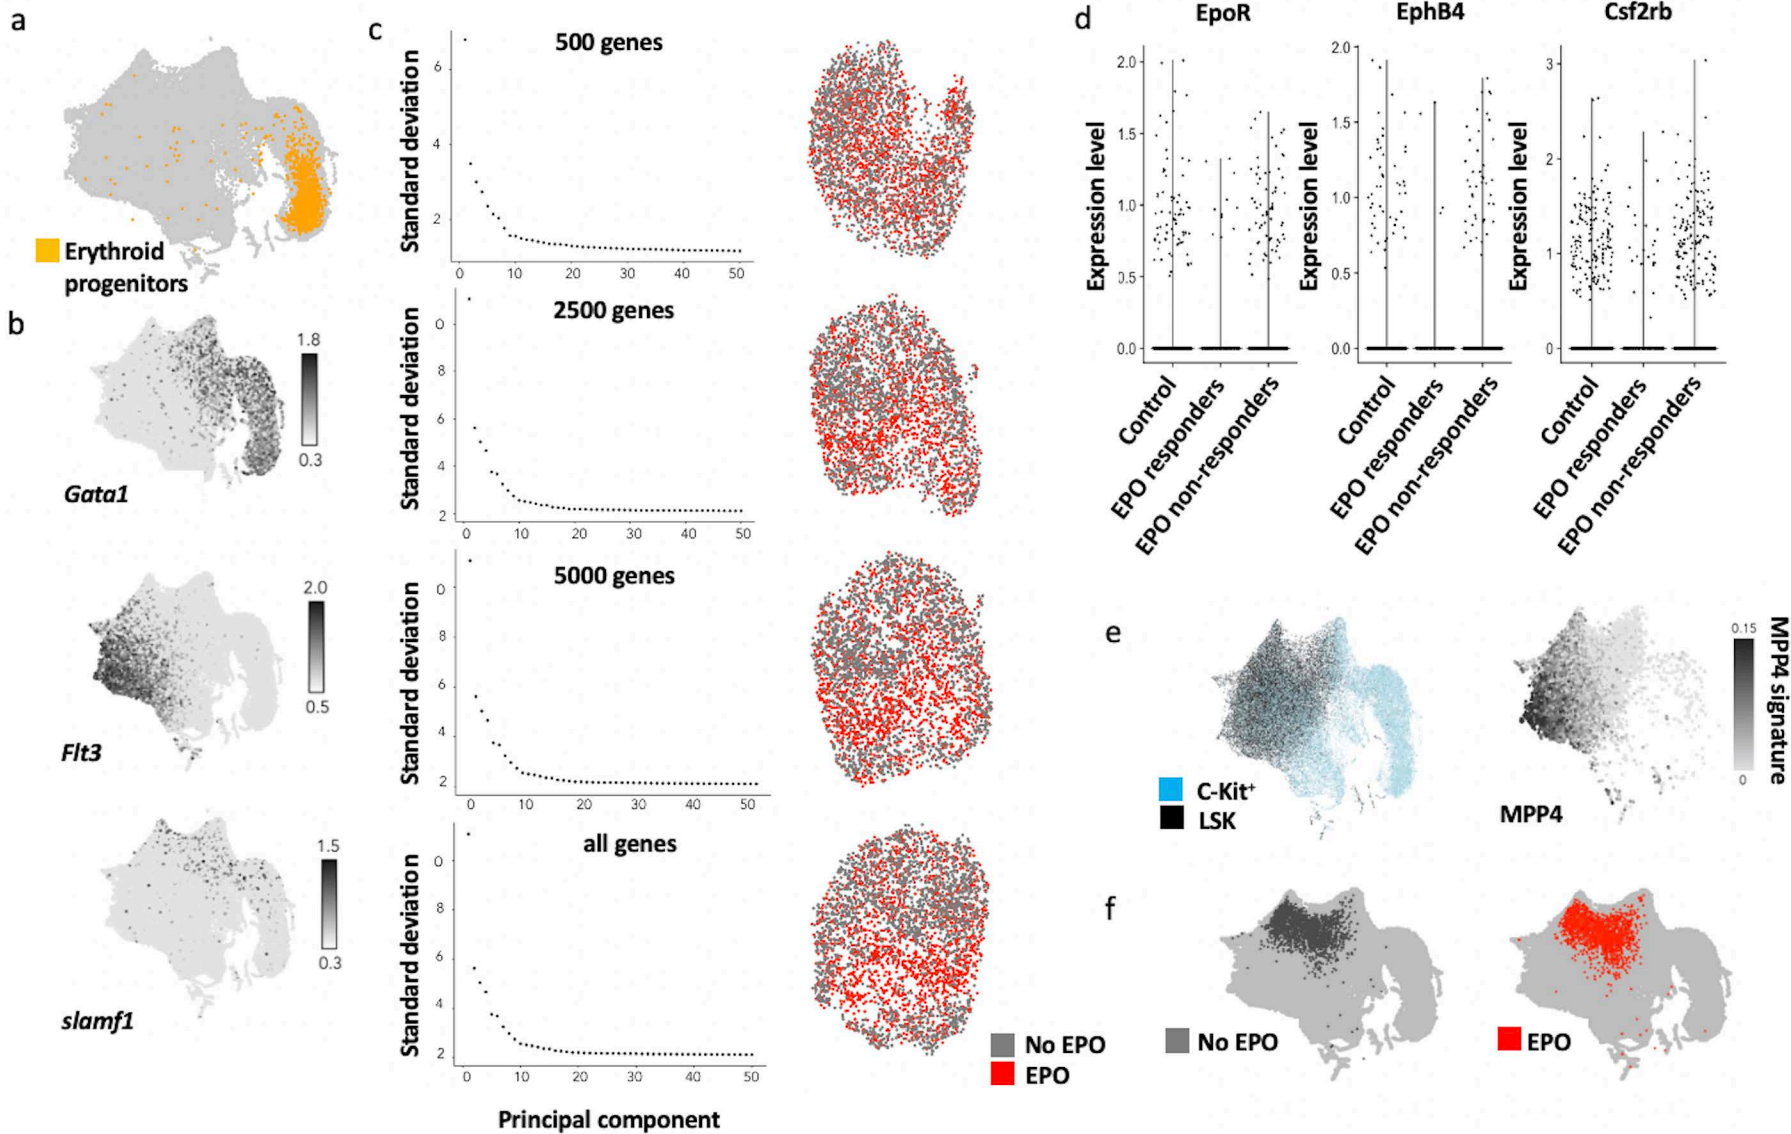 a
Erythroid
progenitors
b
1.8
0.3
Gata1
2.0
0.5
Flt3
1.5
0.3
slamf1
c
500 genes
Standard deviation
6
4
2
0 10 20 30 40 50
2500 genes
Standard deviation
0
8
6
4
2
0 10 20 30 40 50
5000 genes
Standard deviation
0
8
6
4
2
0 10 20 30 40 50
all genes
Standard deviation
0
8
6
4
2
0 10 20 30 40 50
Principal component
No EPO
EPO
d
EpoR
Expression level
2.0
1.5
1.0
0.5
0.0
Control
EPO responders
EPO non-responders
EphB4
Expression level
2.0
1.5
1.0
0.5
0.0
Control
EPO responders
EPO non-responders
Csf2rb
Expression level
3
2
1
0
Control
EPO responders
EPO non-responders
e
C-Kit⁺
LSK
MPP4
0.15
0
MPP4 signature
f
No EPO
EPO